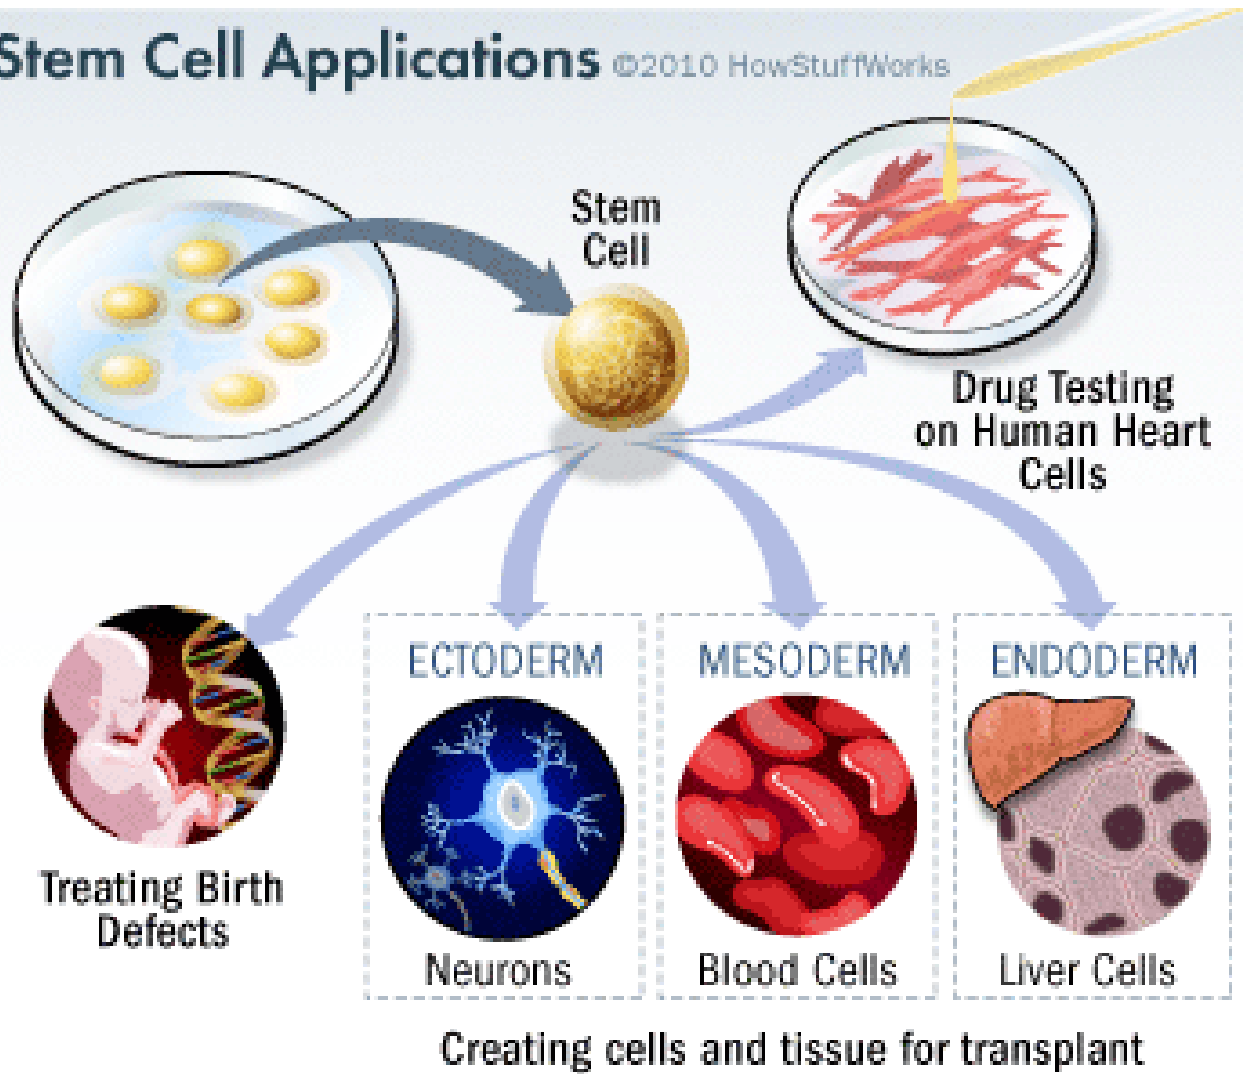 Stem Cell Applications ©2010 HowStuffWorks
Stem
Cell
Drug Testing
on Human Heart
Cells
ECTODERM
MESODERM
ENDODERM
Treating Birth
Defects
Neurons
Blood Cells
Liver Cells
Creating cells and tissue for transplant